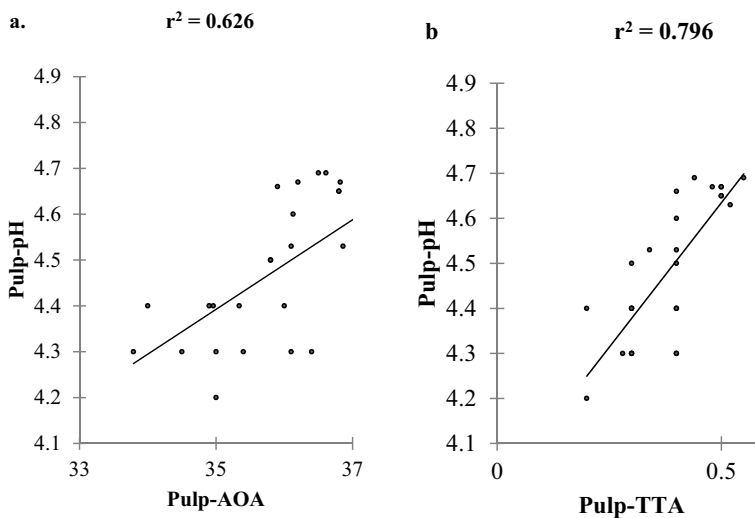 a.
r² = 0.626
Pulp-pH
4.9
4.8
4.7
4.6
4.5
4.4
4.3
4.2
4.1
33
35
37
Pulp-AOA
b
r² = 0.796
Pulp-pH
4.9
4.8
4.7
4.6
4.5
4.4
4.3
4.2
4.1
0
0.5
Pulp-TTA